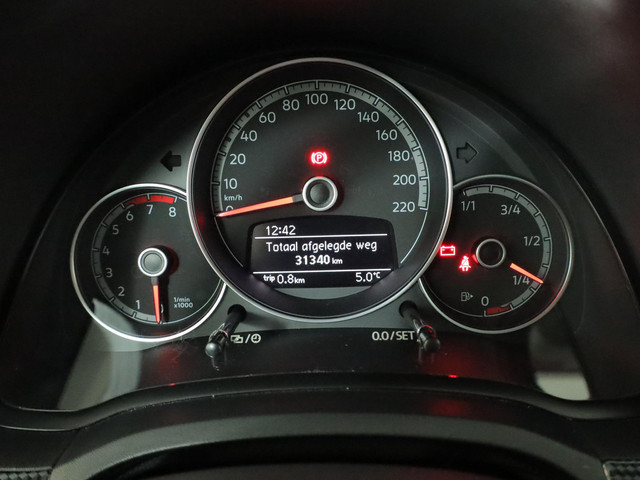 0 10 20 40 60 80 100 120 140 160 180 200 220
km/h
P
12:42
Totaal afgelegde weg
31340 km
trip 0.8 km 5.0°C
0 1 2 3 4 5 6 7 8
1/min
x1000
1/1 3/4 1/2 1/4 0
0.0/SET